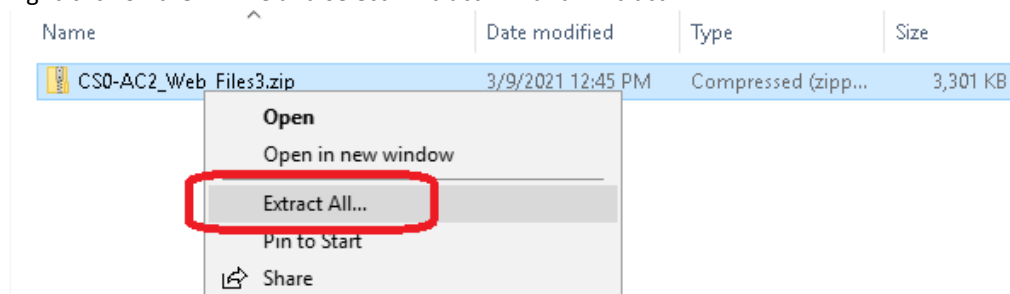 Name Date modified Type Size
CS0-AC2_Web_Files3.zip 3/9/2021 12:45 PM Compressed (zipp... 3,301 KB
Open
Open in new window
Extract All...
Pin to Start
Share